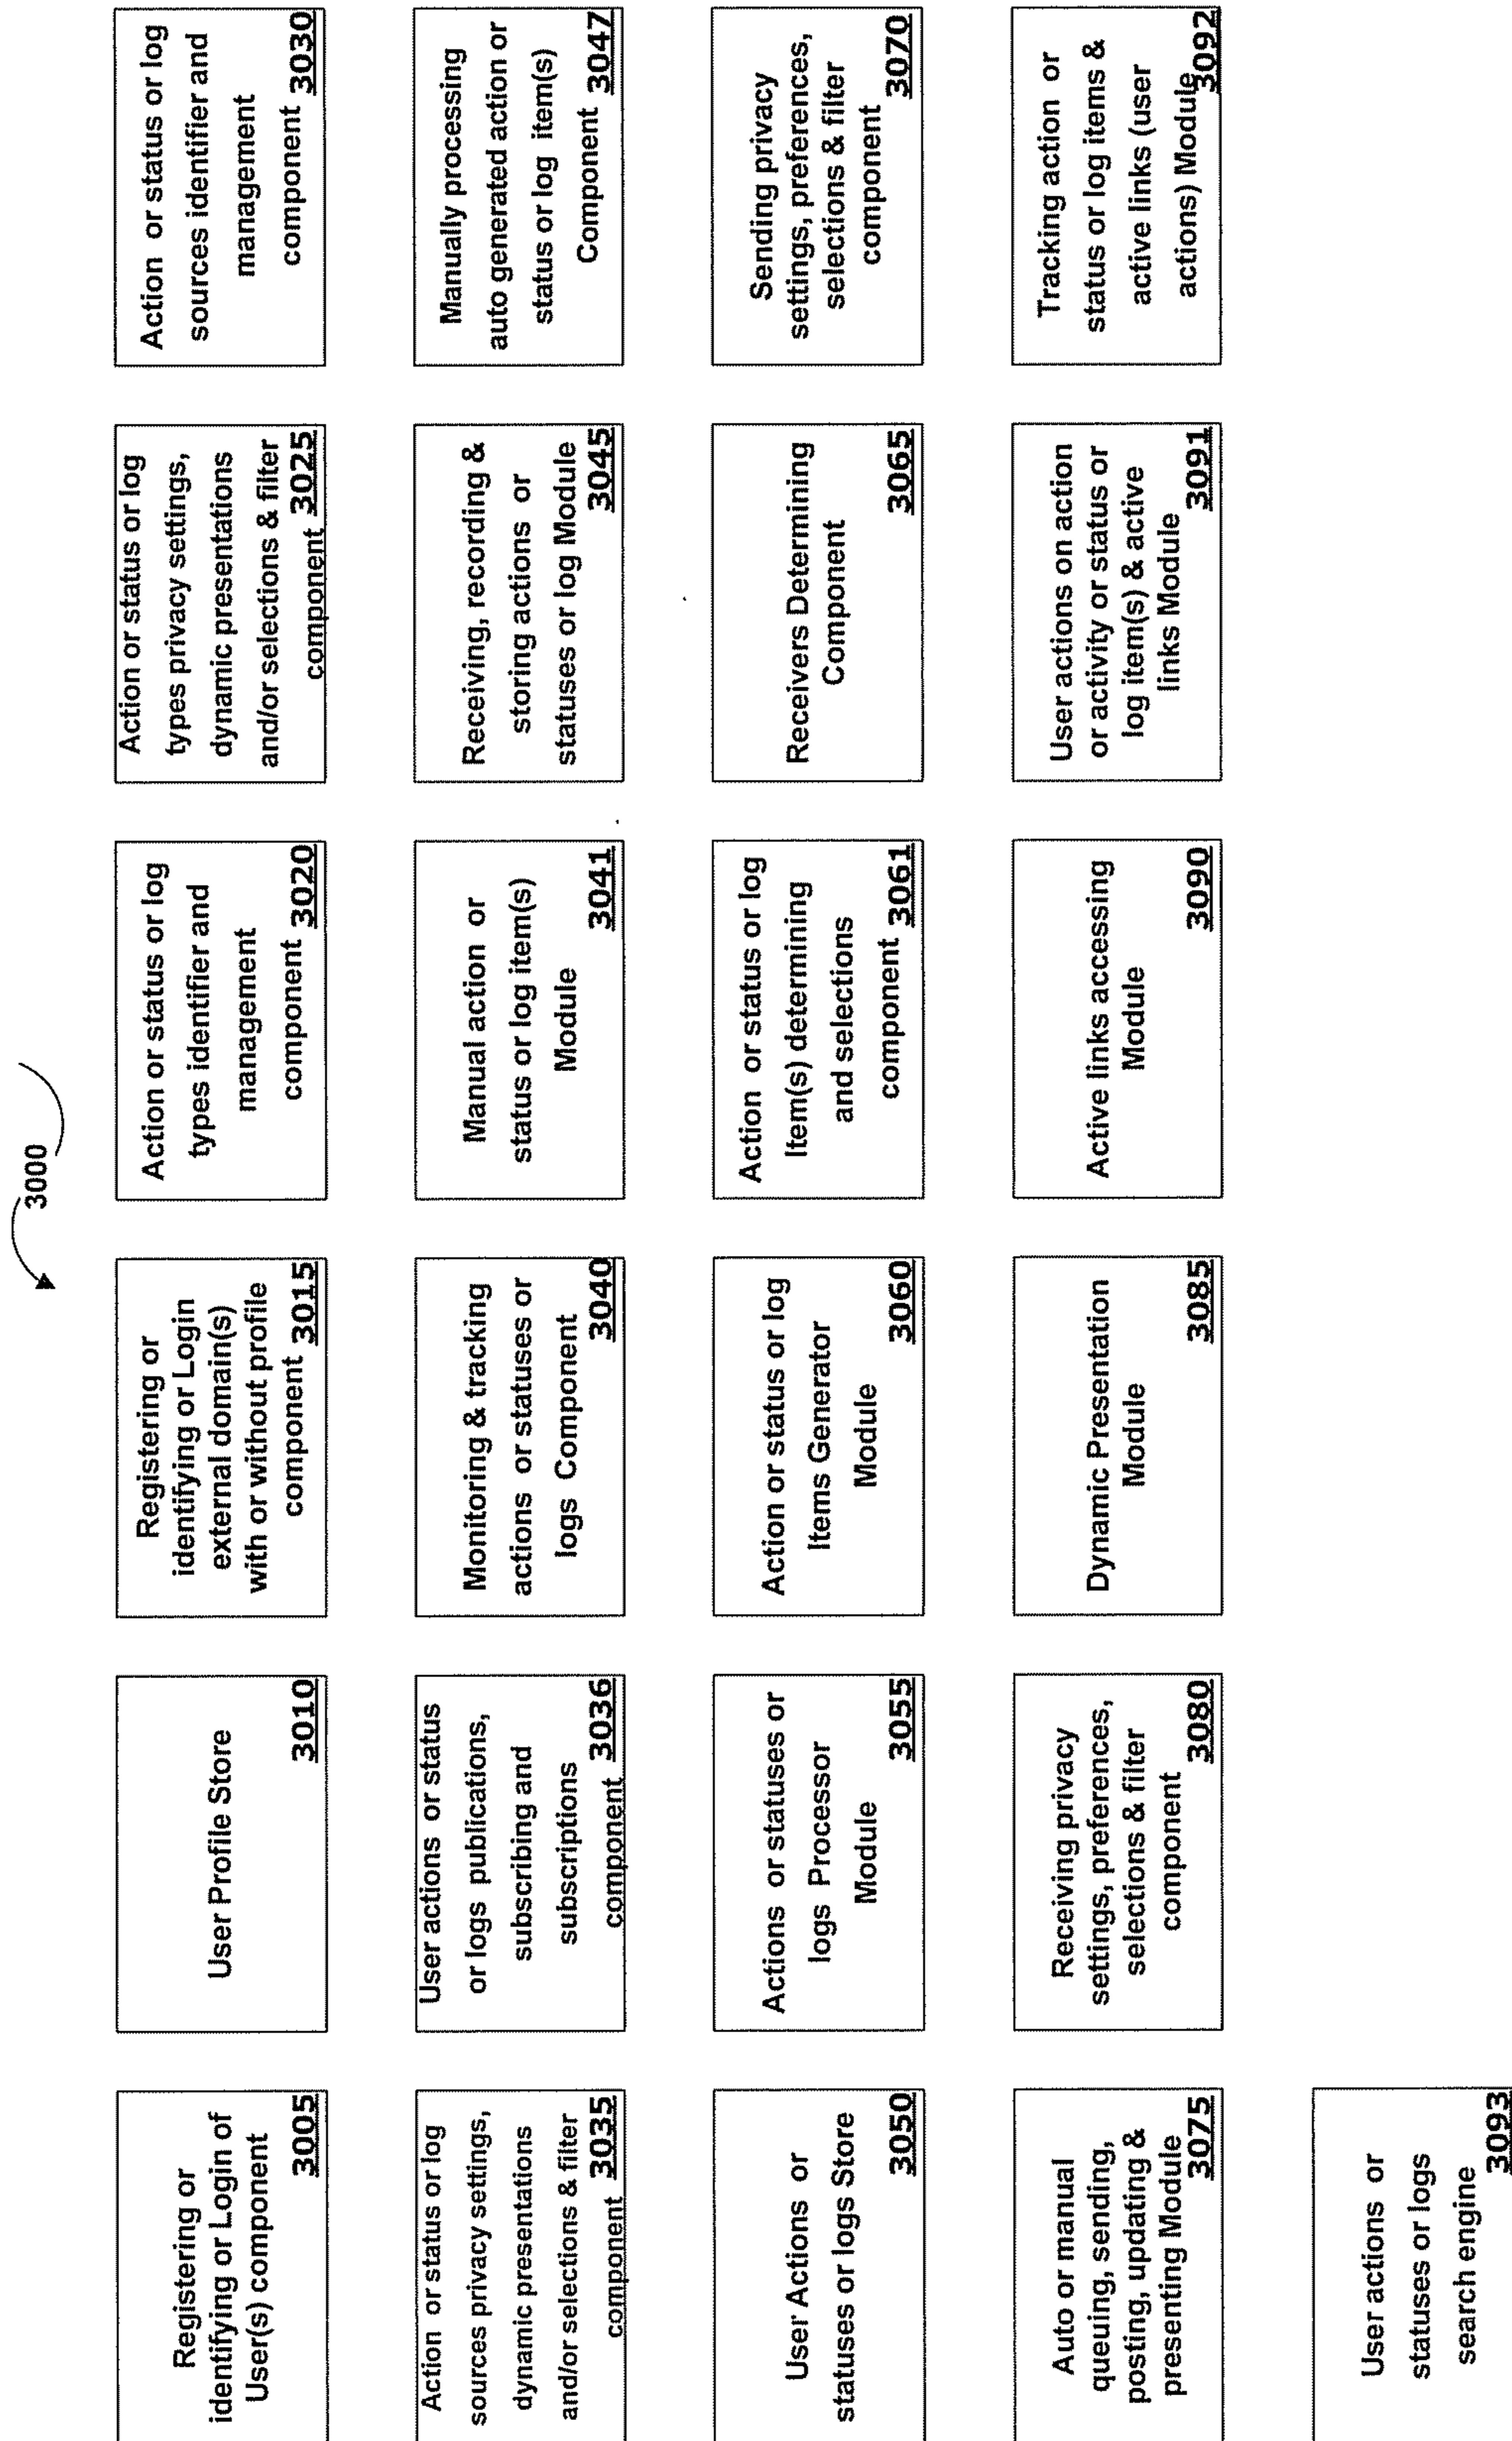 3000
Registering or
identifying or Login of
User(s) component
3005
User Profile Store
3010
Registering or
identifying or Login
external domain(s)
with or without profile
component 3015
Action or status or log
types identifier and
management
component 3020
Action or status or log
types privacy settings,
dynamic presentations
and/or selections & filter
component 3025
Action or status or log
sources identifier and
management
component 3030
Action or status or log
sources privacy settings,
dynamic presentations
and/or selections & filter
component 3035
User actions or status
or logs publications,
subscribing and
subscriptions
component 3036
Monitoring & tracking
actions or statuses or
logs Component
3040
Manual action or
status or log item(s)
Module
3041
Receiving, recording &
storing actions or
statuses or log Module
3045
Manually processing
auto generated action or
status or log item(s)
Component 3047
User Actions or
statuses or logs Store
3050
Actions or statuses or
logs Processor
Module
3055
Action or status or log
Items Generator
Module
3060
Action or status or log
Item(s) determining
and selections
component 3061
Receivers Determining
Component
3065
Sending privacy
settings, preferences,
selections & filter
component
3070
Auto or manual
queuing, sending,
posting, updating &
presenting Module
3075
Receiving privacy
settings, preferences,
selections & filter
component
3080
Dynamic Presentation
Module
3085
Active links accessing
Module
3090
User actions on action
or activity or status or
log item(s) & active
links Module
3091
Tracking action or
status or log items &
active links (user
actions) Module
3092
User actions or
statuses or logs
search engine
3093